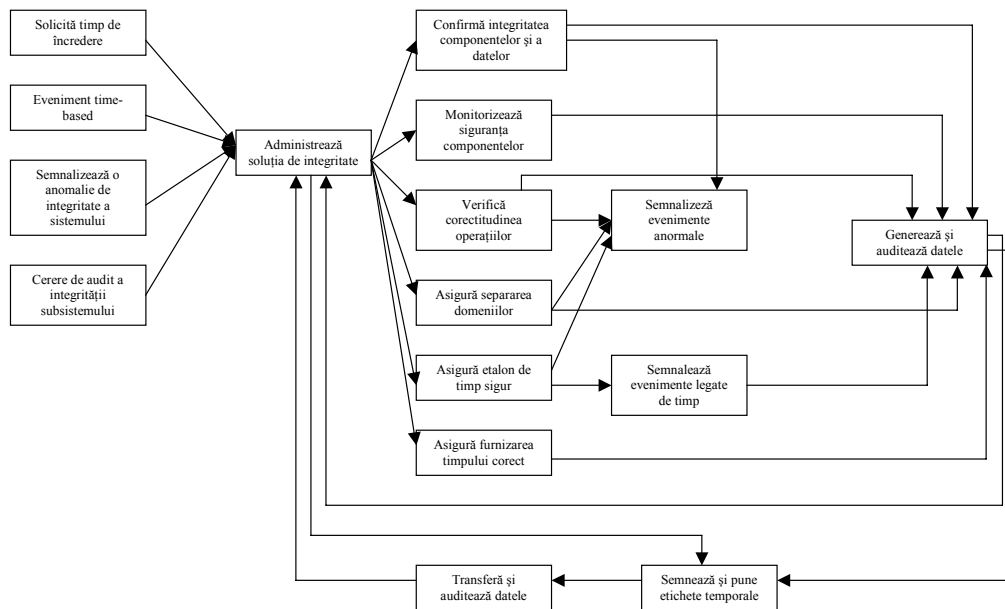 Solicită timp de
încredere
Eveniment time-
based
Semnalizează o
anomalie de
integritate a
sistemului
Cerere de audit a
integrității
subsistemului
Administrează
soluția de integritate
Confirmă integritatea
componentelor și a
datelor
Monitorizează
siguranța
componentelor
Verifică
corectitudinea
operațiilor
Asigură separarea
domeniilor
Asigură etalon de
timp sigur
Asigură furnizarea
timpului corect
Semnalizeză
evenimente
anormale
Semnalează
evenimente legate
de timp
Generează și
auditează datele
Transferă și
auditează datele
Semnează și pune
etichete temporale